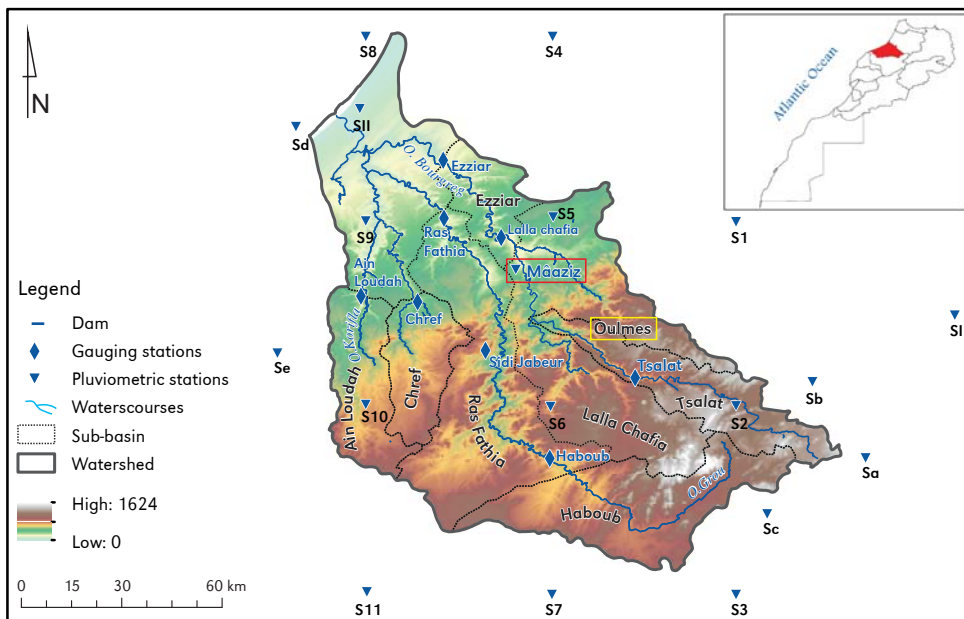 S8
S4
Atlantic Ocean
N
SII
Sd
O. Bouregreg
Ezziar
Ezziar
S5
S9
Ras
Fathia
Lalla chafia
S1
Ain
Loudah
Mâaziz
Legend
Dam
Gauging stations
Pluviometric stations
Waterscourses
Sub-basin
Watershed
High: 1624
Low: 0
0 15 30 60 km
Chref
O.Korifla
Oulmes
SI
Se
Sidi Jabeur
Tsalat
Tsalat
Sb
Ain Loudah
Chref
S10
Ras
Fathia
S6
Lalla Chafia
S2
Haboub
Sa
O.Grou
Haboub
Sc
S11
S7
S3